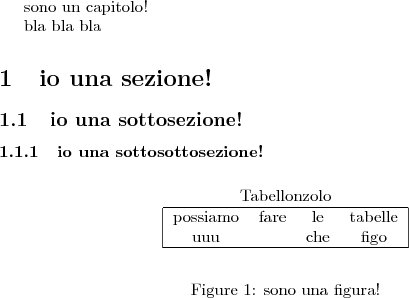 sono un capitolo!
bla bla bla
1 io una sezione!
1.1 io una sottosezione!
1.1.1 io una sottosottosezione!
Tabellonzolo
possiamo fare le tabelle
uuu che figo
Figure 1: sono una figura!